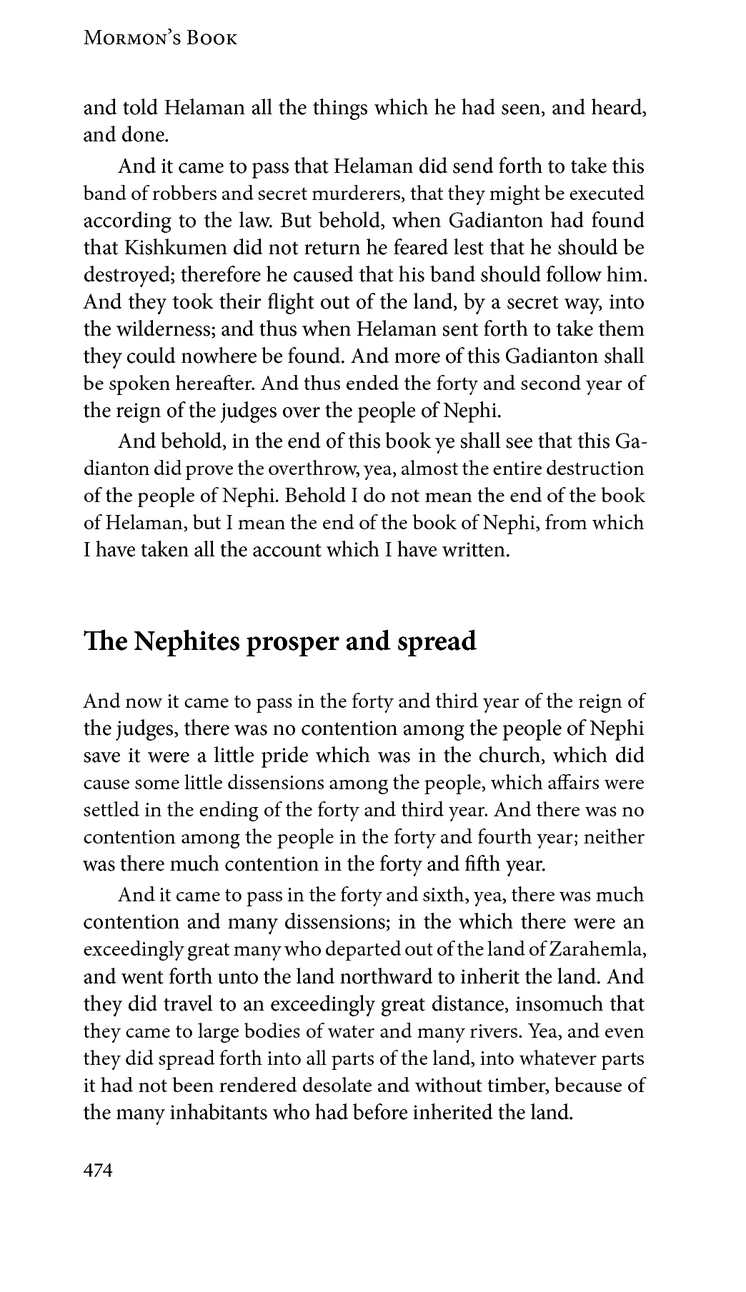 Mormon's Book
and told Helaman all the things which he had seen, and heard,
and done.
And it came to pass that Helaman did send forth to take this
band of robbers and secret murderers, that they might be executed
according to the law. But behold, when Gadianton had found
that Kishkumen did not return he feared lest that he should be
destroyed; therefore he caused that his band should follow him.
And they took their flight out of the land, by a secret way, into
the wilderness; and thus when Helaman sent forth to take them
they could nowhere be found. And more of this Gadianton shall
be spoken hereafter. And thus ended the forty and second year of
the reign of the judges over the people of Nephi.
And behold, in the end of this book ye shall see that this Ga-
dianton did prove the overthrow, yea, almost the entire destruction
of the people of Nephi. Behold I do not mean the end of the book
of Helaman, but I mean the end of the book of Nephi, from which
I have taken all the account which I have written.
The Nephites prosper and spread
And now it came to pass in the forty and third year of the reign of
the judges, there was no contention among the people of Nephi
save it were a little pride which was in the church, which did
cause some little dissensions among the people, which affairs were
settled in the ending of the forty and third year. And there was no
contention among the people in the forty and fourth year; neither
was there much contention in the forty and fifth year.
And it came to pass in the forty and sixth, yea, there was much
contention and many dissensions; in the which there were an
exceedingly great many who departed out of the land of Zarahemla,
and went forth unto the land northward to inherit the land. And
they did travel to an exceedingly great distance, insomuch that
they came to large bodies of water and many rivers. Yea, and even
they did spread forth into all parts of the land, into whatever parts
it had not been rendered desolate and without timber, because of
the many inhabitants who had before inherited the land.
474